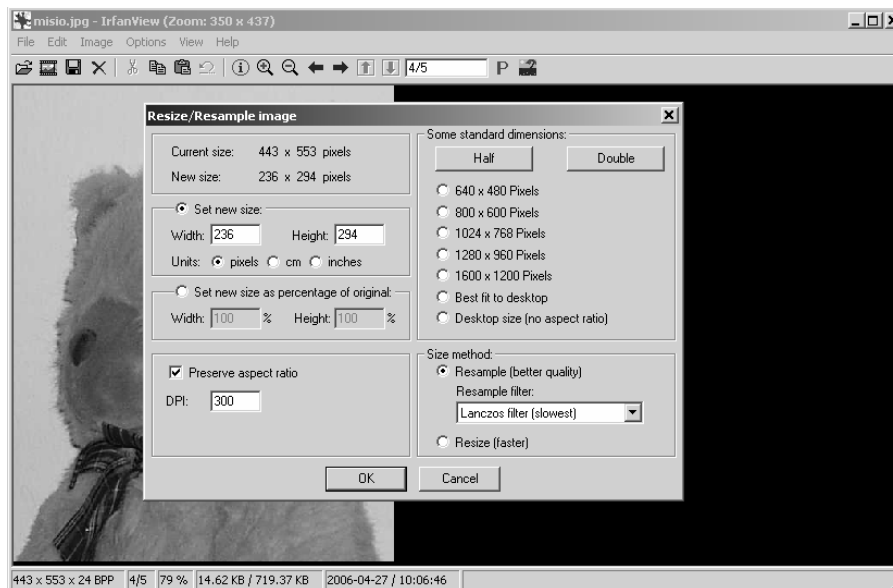 misio.jpg - IrfanView (Zoom: 350 x 437)
File Edit Image Options View Help
4/5 P
Resize/Resample image
Current size: 443 x 553 pixels
New size: 236 x 294 pixels
Set new size:
Width: 236 Height: 294
Units: pixels cm inches
Set new size as percentage of original:
Width: 100 % Height: 100 %
Preserve aspect ratio
DPI: 300
Some standard dimensions:
Half Double
640 x 480 Pixels
800 x 600 Pixels
1024 x 768 Pixels
1280 x 960 Pixels
1600 x 1200 Pixels
Best fit to desktop
Desktop size (no aspect ratio)
Size method:
Resample (better quality)
Resample filter:
Lanczos filter (slowest)
Resize (faster)
OK Cancel
443 x 553 x 24 BPP 4/5 79 % 14.62 KB / 719.37 KB 2006-04-27 / 10:06:46